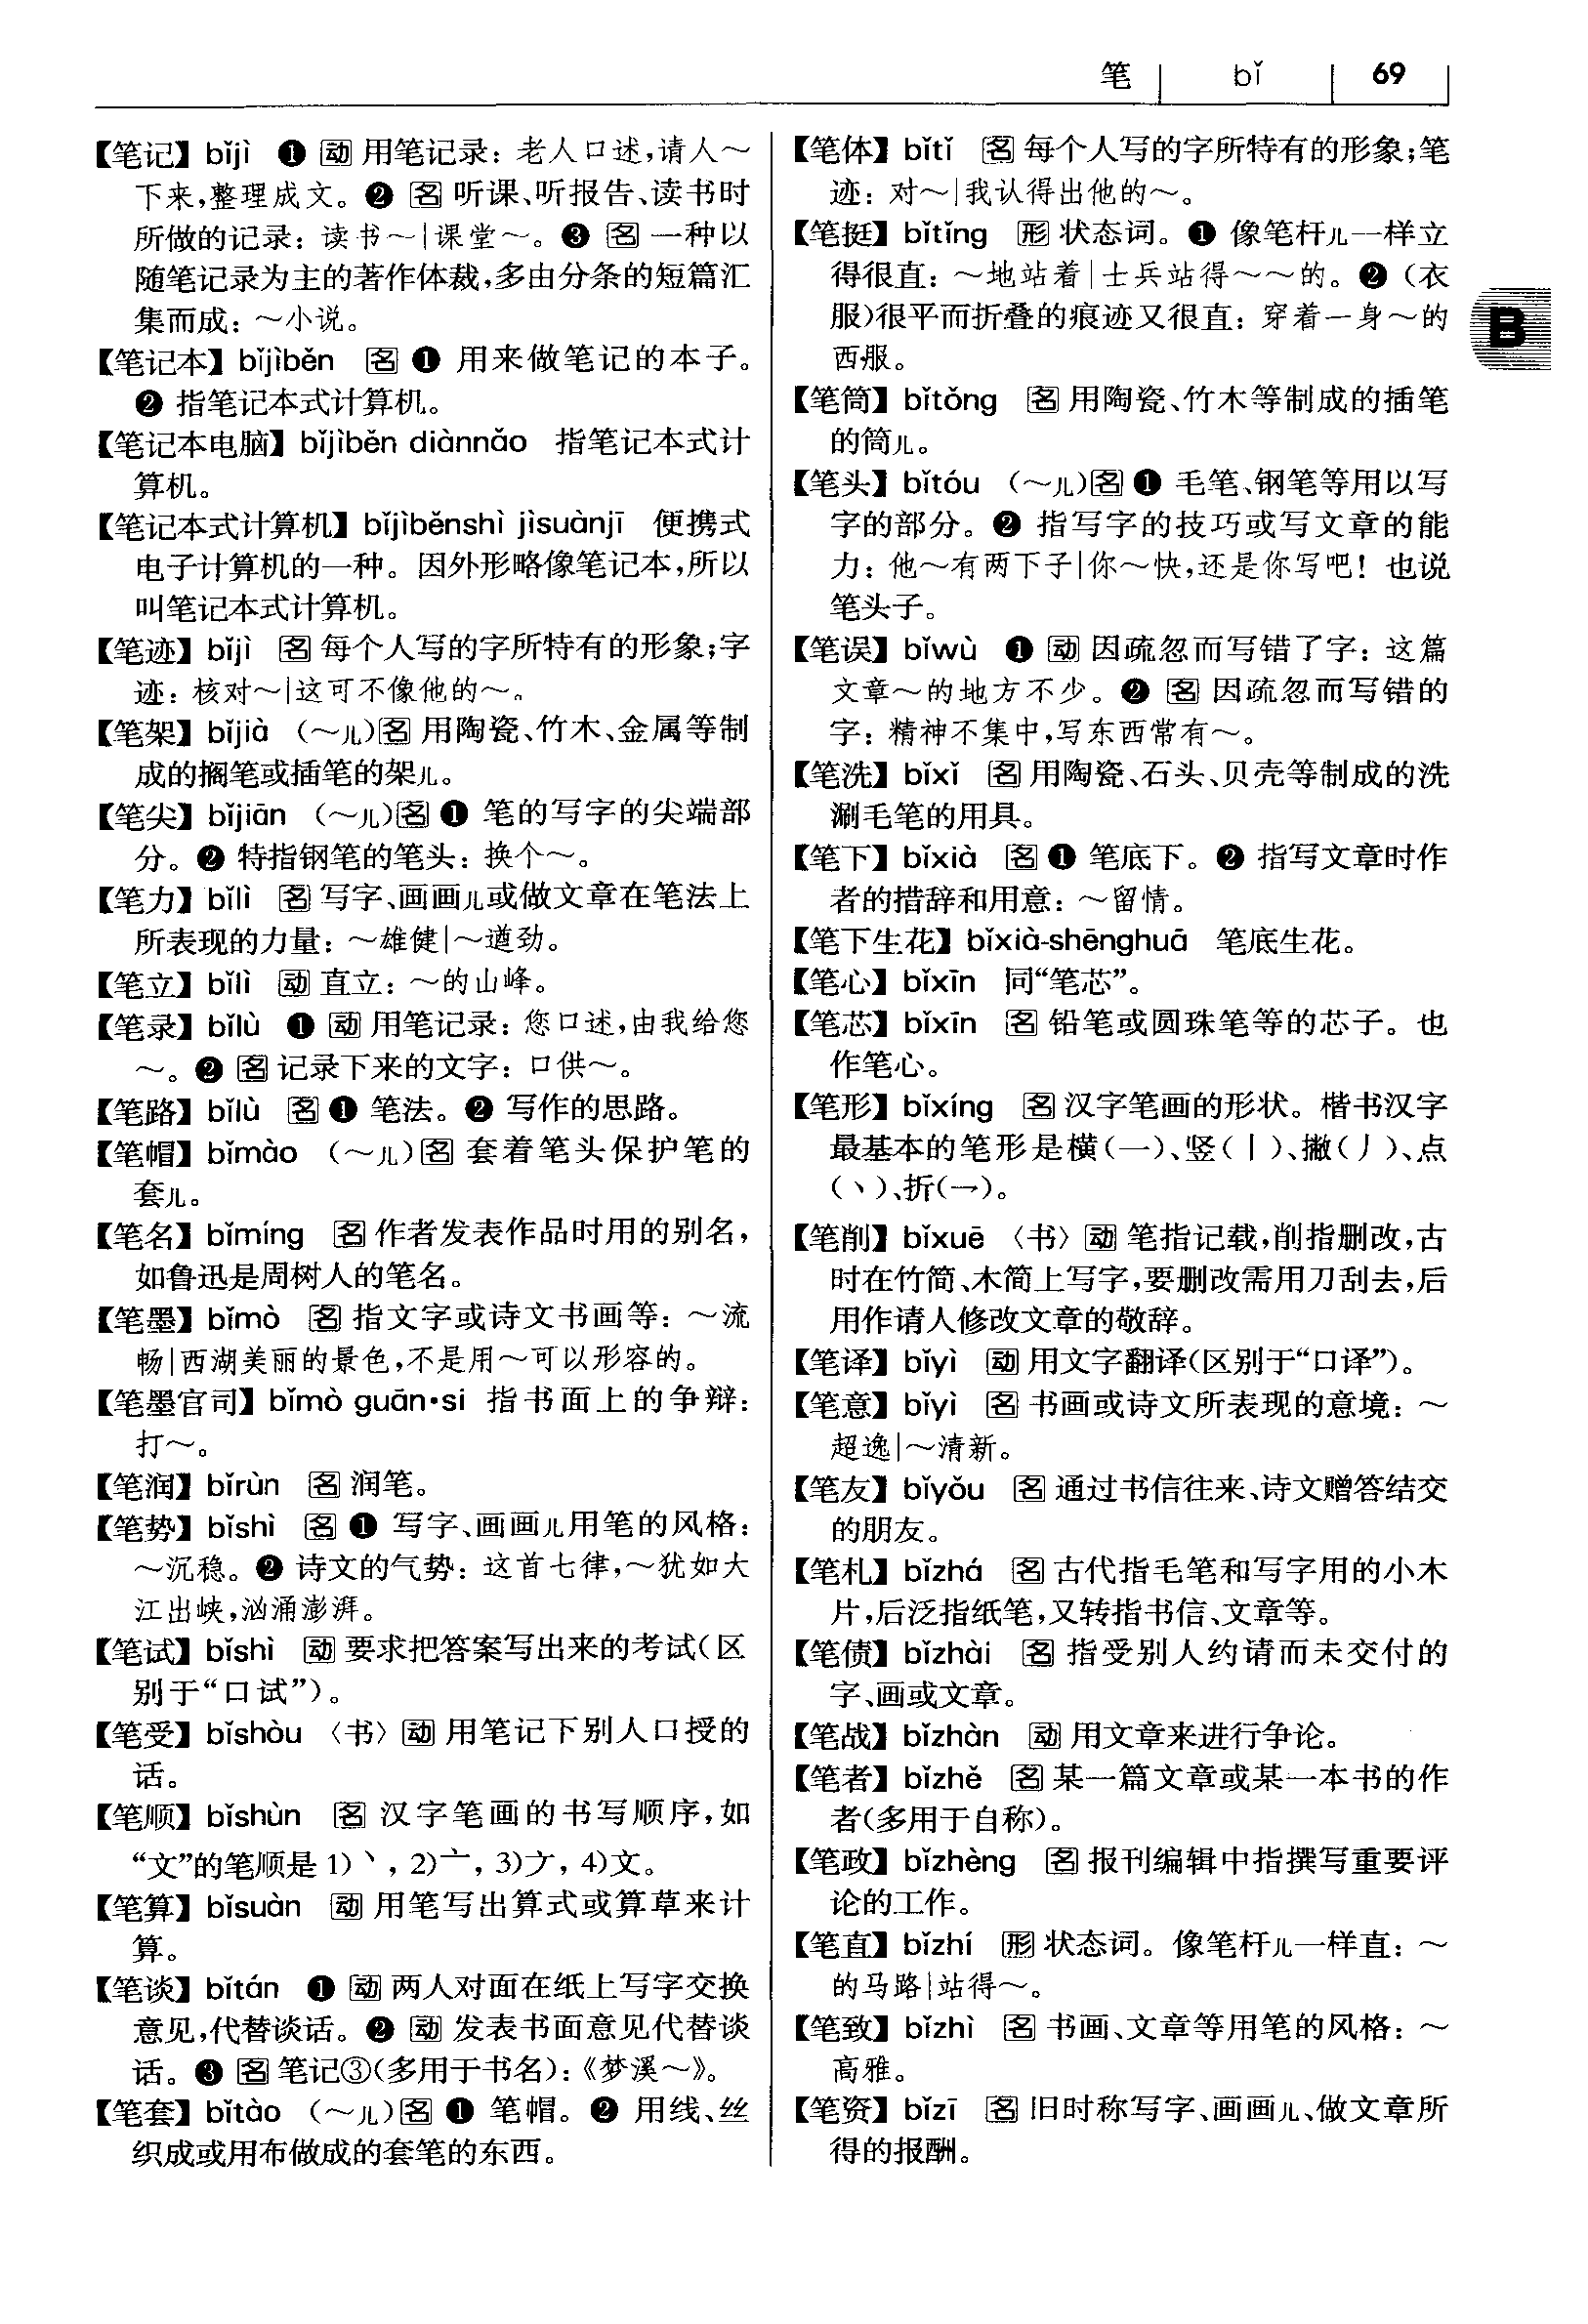 笔 bǐ 69
【笔记】bǐjì ❶ 动 用笔记录：老人口述，请人～
下来，整理成文。❷ 名 听课、听报告、读书时
所做的记录：读书～|课堂～。❸ 名 一种以
随笔记录为主的著作体裁，多由分条的短篇汇
集而成：～小说。
【笔记本】bǐjìběn 名 ❶ 用来做笔记的本子。
❷ 指笔记本式计算机。
【笔记本电脑】bǐjìběn diànnǎo 指笔记本式计
算机。
【笔记本式计算机】bǐjìběnshì jìsuànjī 便携式
电子计算机的一种。因外形略像笔记本，所以
叫笔记本式计算机。
【笔迹】bǐjì 名 每个人写的字所特有的形象；字
迹：核对～|这可不像他的～。
【笔架】bǐjià （～儿）名 用陶瓷、竹木、金属等制
成的搁笔或插笔的架儿。
【笔尖】bǐjiān （～儿）名 ❶ 笔的写字的尖端部
分。❷ 特指钢笔的笔头：换个～。
【笔力】bǐlì 名 写字、画画儿或做文章在笔法上
所表现的力量：～雄健|～遒劲。
【笔立】bǐlì 动 直立：～的山峰。
【笔录】bǐlù ❶ 动 用笔记录：您口述，由我给您
～。❷ 名 记录下来的文字：口供～。
【笔路】bǐlù 名 ❶ 笔法。❷ 写作的思路。
【笔帽】bǐmào （～儿）名 套着笔头保护笔的
套儿。
【笔名】bǐmíng 名 作者发表作品时用的别名，
如鲁迅是周树人的笔名。
【笔墨】bǐmò 名 指文字或诗文书画等：～流
畅|西湖美丽的景色，不是用～可以形容的。
【笔墨官司】bǐmò guān•si 指书面上的争辩：
打～。
【笔润】bǐrùn 名 润笔。
【笔势】bǐshì 名 ❶ 写字、画画儿用笔的风格：
～沉稳。❷ 诗文的气势：这首七律，～犹如大
江出峡，汹涌澎湃。
【笔试】bǐshì 动 要求把答案写出来的考试（区
别于“口试”）。
【笔受】bǐshòu 〈书〉动 用笔记下别人口授的
话。
【笔顺】bǐshùn 名 汉字笔画的书写顺序，如
“文”的笔顺是 1)丶，2)亠，3)ナ，4)文。
【笔算】bǐsuàn 动 用笔写出算式或算草来计
算。
【笔谈】bǐtán ❶ 动 两人对面在纸上写字交换
意见，代替谈话。❷ 动 发表书面意见代替谈
话。❸ 名 笔记③（多用于书名）：《梦溪～》。
【笔套】bǐtào （～儿）名 ❶ 笔帽。❷ 用线、丝
织成或用布做成的套笔的东西。
【笔体】bǐtǐ 名 每个人写的字所特有的形象；笔
迹：对～|我认得出他的～。
【笔挺】bǐtǐng 形 状态词。❶ 像笔杆儿一样立
得很直：～地站着|士兵站得～～的。❷（衣
服）很平而折叠的痕迹又很直：穿着一身～的
西服。
【笔筒】bǐtǒng 名 用陶瓷、竹木等制成的插笔
的筒儿。
【笔头】bǐtóu （～儿）名 ❶ 毛笔、钢笔等用以写
字的部分。❷ 指写字的技巧或写文章的能
力：他～有两下子|你～快，还是你写吧！也说
笔头子。
【笔误】bǐwù ❶ 动 因疏忽而写错了字：这篇
文章～的地方不少。❷ 名 因疏忽而写错的
字：精神不集中，写东西常有～。
【笔洗】bǐxǐ 名 用陶瓷、石头、贝壳等制成的洗
涮毛笔的用具。
【笔下】bǐxià 名 ❶ 笔底下。❷ 指写文章时作
者的措辞和用意：～留情。
【笔下生花】bǐxià-shēnghuā 笔底生花。
【笔心】bǐxīn 同“笔芯”。
【笔芯】bǐxīn 名 铅笔或圆珠笔等的芯子。也
作笔心。
【笔形】bǐxíng 名 汉字笔画的形状。楷书汉字
最基本的笔形是横（一）、竖（丨）、撇（丿）、点
（丶）、折（乛）。
【笔削】bǐxuē 〈书〉动 笔指记载，削指删改，古
时在竹简、木简上写字，要删改需用刀刮去，后
用作请人修改文章的敬辞。
【笔译】bǐyì 动 用文字翻译（区别于“口译”）。
【笔意】bǐyì 名 书画或诗文所表现的意境：～
超逸|～清新。
【笔友】bǐyǒu 名 通过书信往来、诗文赠答结交
的朋友。
【笔札】bǐzhá 名 古代指毛笔和写字用的小木
片，后泛指纸笔，又转指书信、文章等。
【笔债】bǐzhài 名 指受别人约请而未交付的
字、画或文章。
【笔战】bǐzhàn 动 用文章来进行争论。
【笔者】bǐzhě 名 某一篇文章或某一本书的作
者（多用于自称）。
【笔政】bǐzhèng 名 报刊编辑中指撰写重要评
论的工作。
【笔直】bǐzhí 形 状态词。像笔杆儿一样直：～
的马路|站得～。
【笔致】bǐzhì 名 书画、文章等用笔的风格：～
高雅。
【笔资】bǐzī 名 旧时称写字、画画儿、做文章所
得的报酬。
B